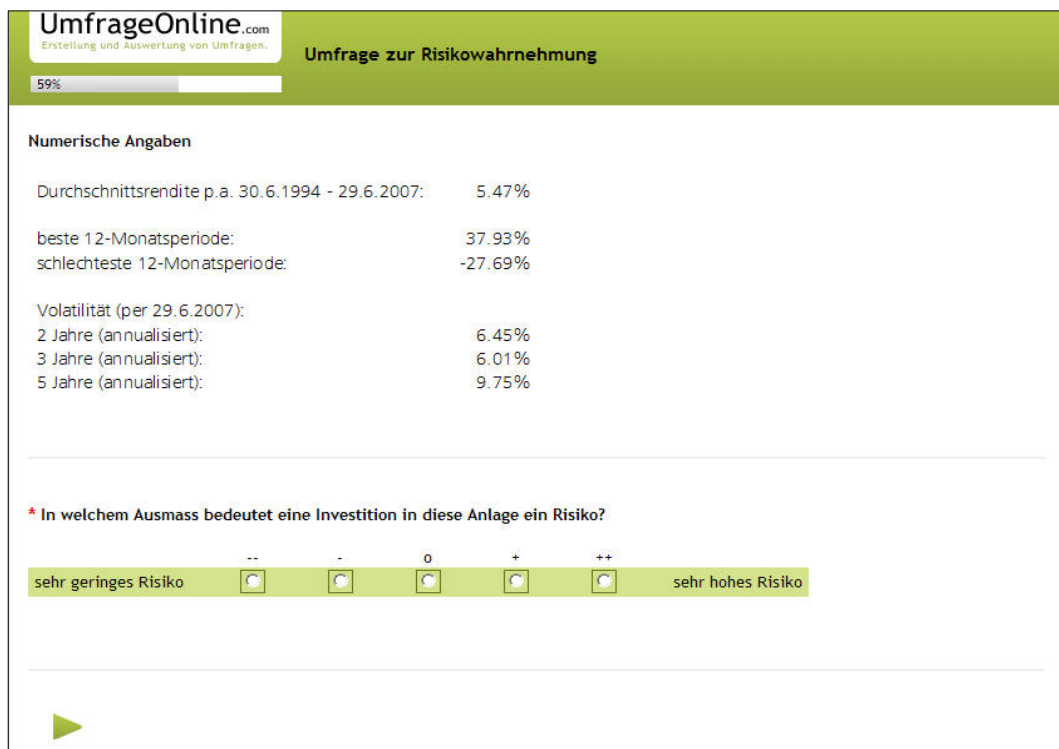 UmfrageOnline.com
Erstellung und Auswertung von Umfragen.
Umfrage zur Risikowahrnehmung
59%
Numerische Angaben
Durchschnittsrendite p.a. 30.6.1994 - 29.6.2007: 5.47%
beste 12-Monatsperiode: 37.93%
schlechteste 12-Monatsperiode: -27.69%
Volatilität (per 29.6.2007):
2 Jahre (annualisiert): 6.45%
3 Jahre (annualisiert): 6.01%
5 Jahre (annualisiert): 9.75%
* In welchem Ausmass bedeutet eine Investition in diese Anlage ein Risiko?
-- - o + ++
sehr geringes Risiko sehr hohes Risiko